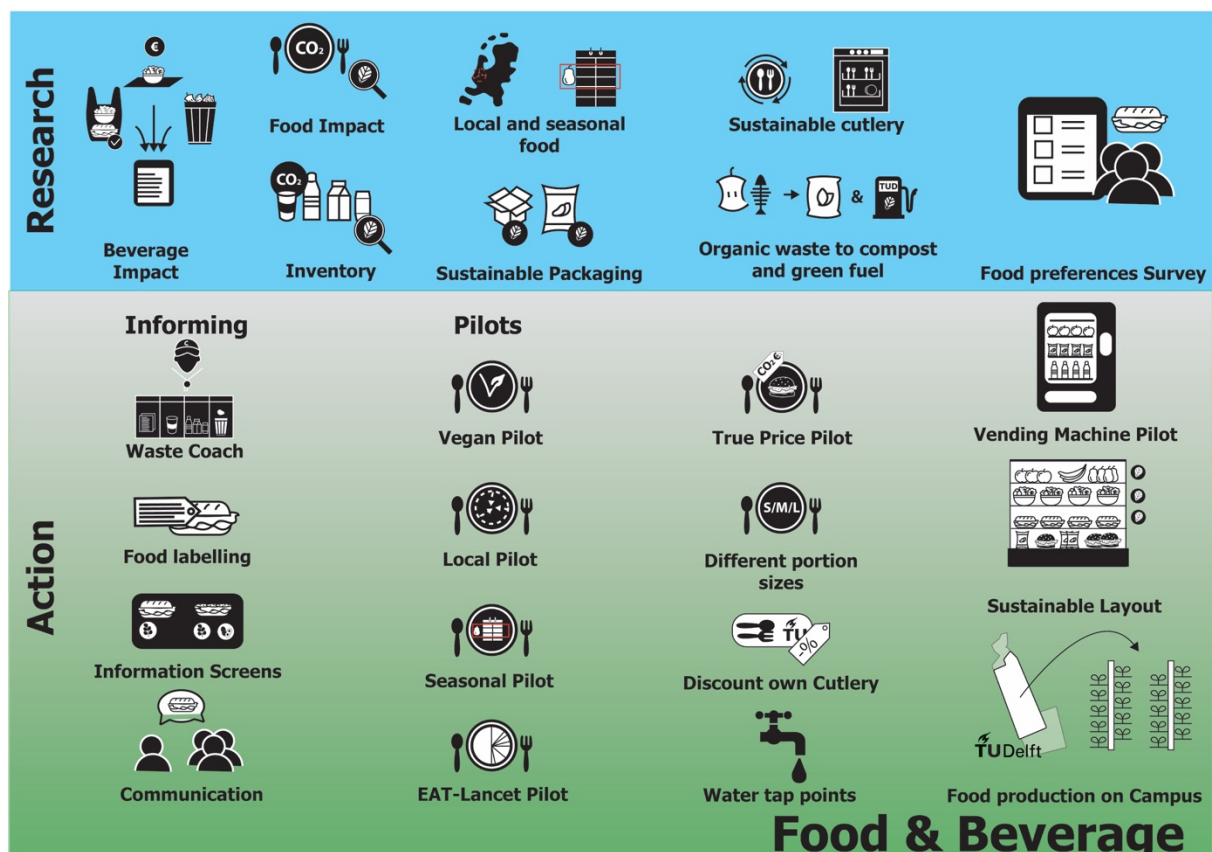 Research
€
CO₂
Food Impact
Local and seasonal
food
Sustainable cutlery
CO₂
TUD
&
Beverage
Impact
Inventory
Sustainable Packaging
Organic waste to compost
and green fuel
Food preferences Survey
Action
Informing
Pilots
C
Waste Coach
Vegan Pilot
CO₂ €
True Price Pilot
Vending Machine Pilot
Food labelling
Local Pilot
S/M/L
Different portion
sizes
Sustainable Layout
Information Screens
Seasonal Pilot
TU
-%
Discount own Cutlery
Communication
EAT-Lancet Pilot
Water tap points
TUDelft
Food production on Campus
Food & Beverage